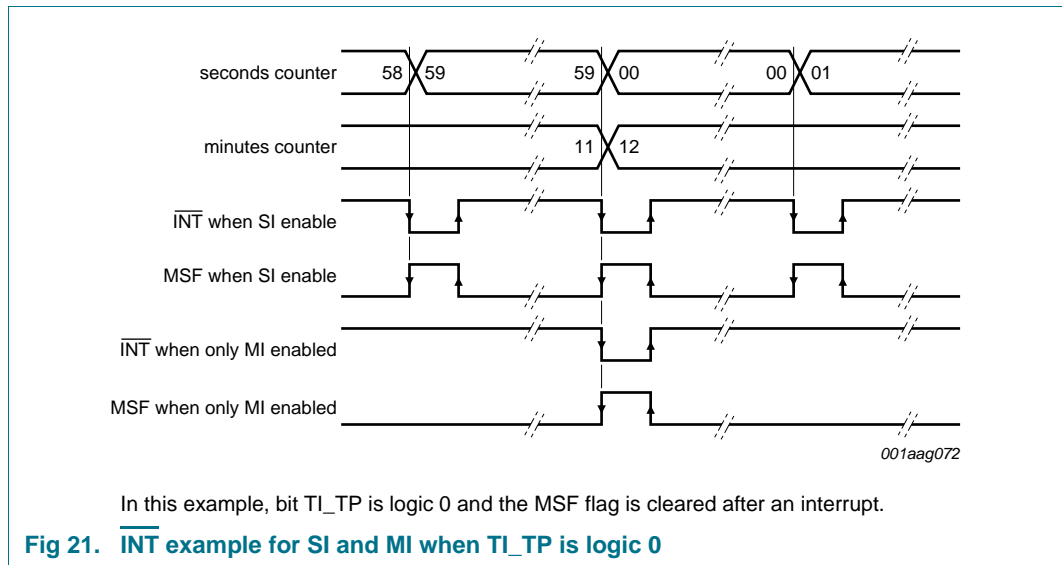 seconds counter 58 59 59 00 00 01
minutes counter 11 12
INT when SI enable
MSF when SI enable
INT when only MI enabled
MSF when only MI enabled
001aag072
In this example, bit TI_TP is logic 0 and the MSF flag is cleared after an interrupt.
Fig 21. INT example for SI and MI when TI_TP is logic 0